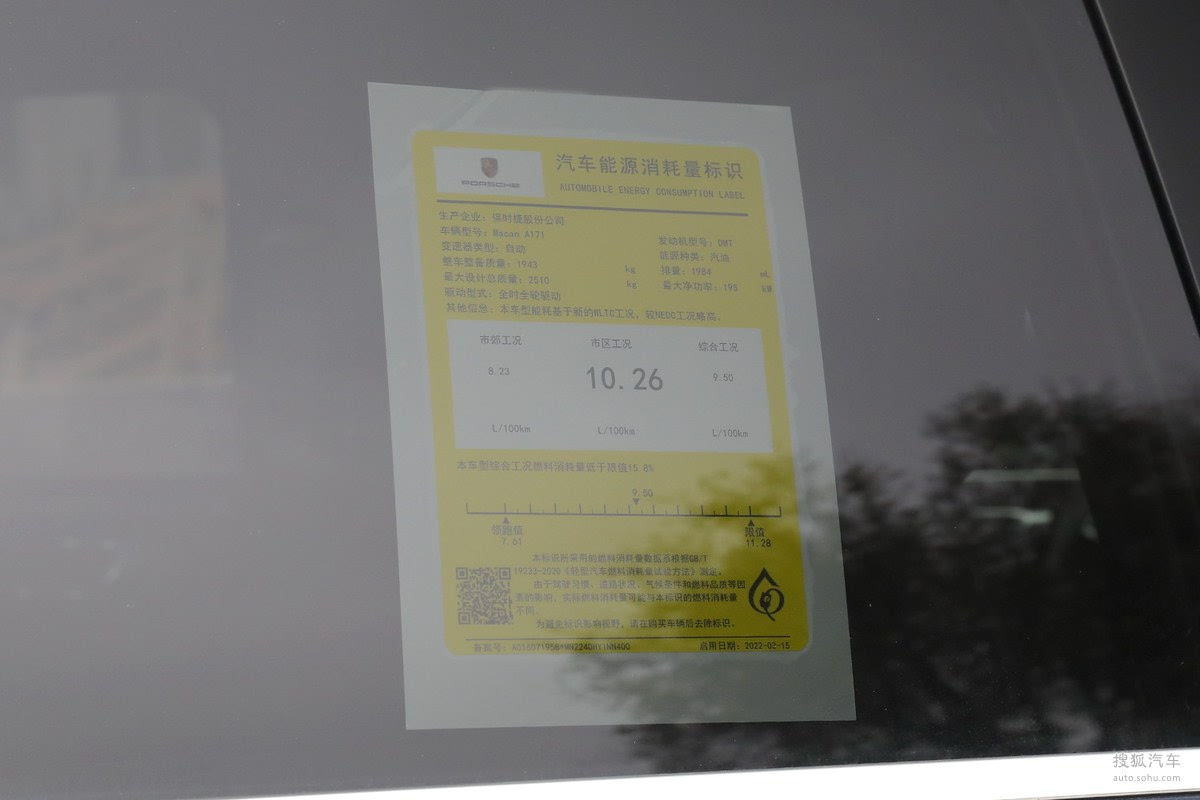 PORSCHE
汽车能源消耗量标识
AUTOMOBILE ENERGY CONSUMPTION LABEL
生产企业：保时捷股份公司
车辆型号：Macan A171
发动机型号：DMT
变速器类型：自动
能源种类：汽油
整车整备质量：1943 kg
排量：1984 mL
最大设计总质量：2510 kg
最大净功率：195 kW
驱动型式：全时全轮驱动
其他信息：本车型能耗基于新的WLTC工况，较NEDC工况略高。
市郊工况 市区工况 综合工况
8.23 10.26 9.50
L/100km L/100km L/100km
本车型综合工况燃料消耗量低于限值15.8%
9.50
领跑值 限值
7.61 11.28
本标识所采用的燃料消耗量数据系根据GB/T
19233-2020《轻型汽车燃料消耗量试验方法》测定。
由于驾驶习惯、道路状况、气候条件和燃料品质等因
素的影响，实际燃料消耗量可能与本标识的燃料消耗量
不同。
为避免标识影响视野，请在购买车辆后去除标识。
备案号：
启用日期：2022-02-15
搜狐汽车
auto.sohu.com